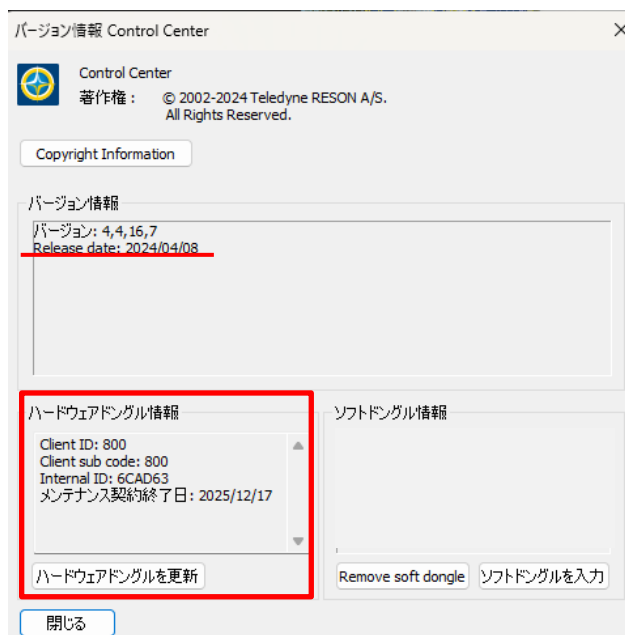 バージョン情報 Control Center
Control Center
著作権： © 2002-2024 Teledyne RESON A/S.
All Rights Reserved.
Copyright Information
バージョン情報
バージョン: 4,4,16,7
Release date: 2024/04/08
ハードウェアドングル情報
Client ID: 800
Client sub code: 800
Internal ID: 6CAD63
メンテナンス契約終了日: 2025/12/17
ハードウェアドングルを更新
ソフトドングル情報
Remove soft dongle
ソフトドングルを入力
閉じる